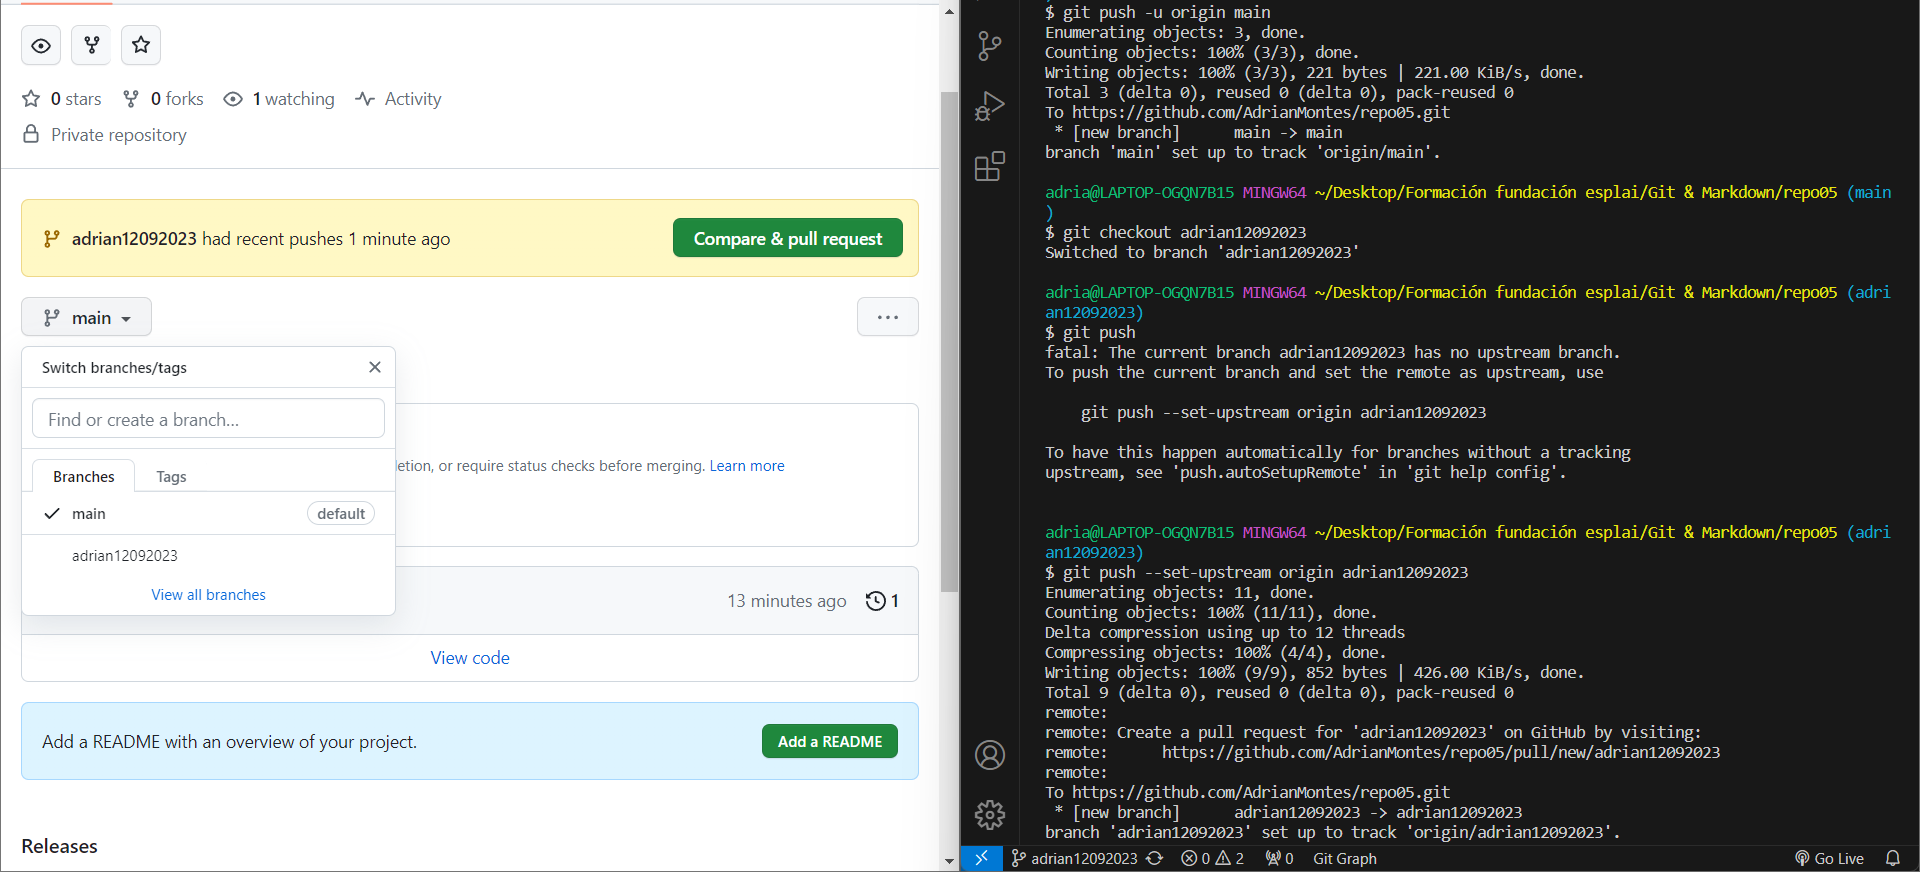 0 stars 0 forks 1 watching Activity
Private repository
adrian12092023 had recent pushes 1 minute ago
Compare & pull request
main
...
Switch branches/tags
Find or create a branch...
etion, or require status checks before merging. Learn more
Branches Tags
main default
adrian12092023
View all branches
13 minutes ago 1
View code
Add a README with an overview of your project.
Add a README
Releases
$ git push -u origin main
Enumerating objects: 3, done.
Counting objects: 100% (3/3), done.
Writing objects: 100% (3/3), 221 bytes | 221.00 KiB/s, done.
Total 3 (delta 0), reused 0 (delta 0), pack-reused 0
To https://github.com/AdrianMontes/repo05.git
* [new branch] main -> main
branch 'main' set up to track 'origin/main'.
adria@LAPTOP-OGQN7B15 MINGW64 ~/Desktop/Formación fundación esplai/Git & Markdown/repo05 (main
)
$ git checkout adrian12092023
Switched to branch 'adrian12092023'
adria@LAPTOP-OGQN7B15 MINGW64 ~/Desktop/Formación fundación esplai/Git & Markdown/repo05 (adri
an12092023)
$ git push
fatal: The current branch adrian12092023 has no upstream branch.
To push the current branch and set the remote as upstream, use
git push --set-upstream origin adrian12092023
To have this happen automatically for branches without a tracking
upstream, see 'push.autoSetupRemote' in 'git help config'.
adria@LAPTOP-OGQN7B15 MINGW64 ~/Desktop/Formación fundación esplai/Git & Markdown/repo05 (adri
an12092023)
$ git push --set-upstream origin adrian12092023
Enumerating objects: 11, done.
Counting objects: 100% (11/11), done.
Delta compression using up to 12 threads
Compressing objects: 100% (4/4), done.
Writing objects: 100% (9/9), 852 bytes | 426.00 KiB/s, done.
Total 9 (delta 0), reused 0 (delta 0), pack-reused 0
remote:
remote: Create a pull request for 'adrian12092023' on GitHub by visiting:
remote: https://github.com/AdrianMontes/repo05/pull/new/adrian12092023
remote:
To https://github.com/AdrianMontes/repo05.git
* [new branch] adrian12092023 -> adrian12092023
branch 'adrian12092023' set up to track 'origin/adrian12092023'.
adrian12092023 0 2 0 Git Graph Go Live